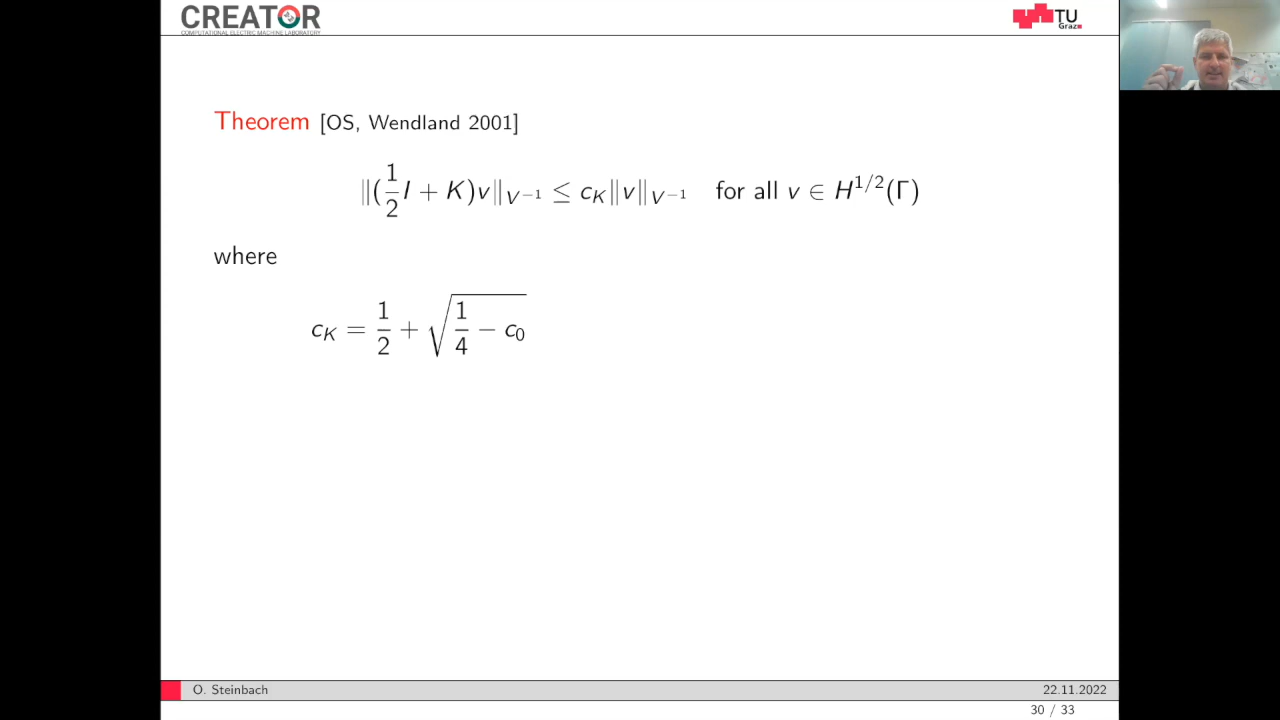 CREATOR
COMPUTATIONAL ELECTRIC MACHINE LABORATORY
TU Graz
Theorem [OS, Wendland 2001]
‖(1/2 I + K)v‖_{V^{-1}} ≤ c_K ‖v‖_{V^{-1}} for all v ∈ H^{1/2}(Γ)
where
c_K = 1/2 + √(1/4 − c_0)
O. Steinbach 22.11.2022
30 / 33